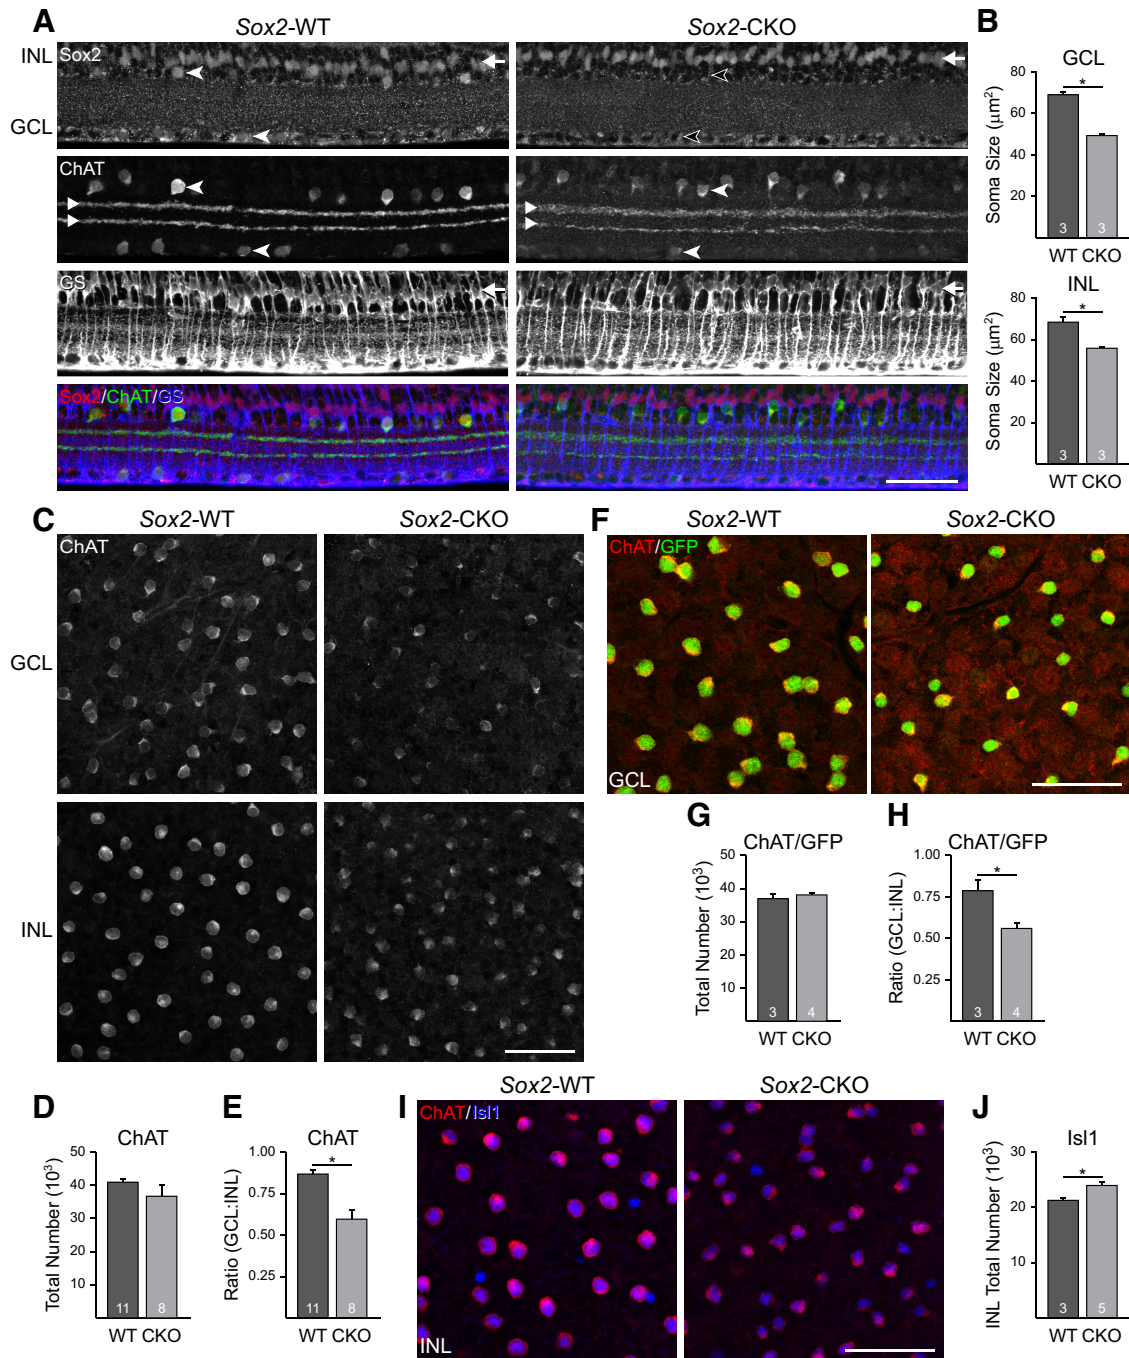 A
Sox2-WT
Sox2-CKO
INL
Sox2
GCL
ChAT
GS
Sox2/ChAT/GS
B
GCL
Soma Size (μm²)
80
60
40
20
*
3
3
WT CKO
INL
Soma Size (μm²)
80
60
40
20
*
3
3
WT CKO
C
Sox2-WT
Sox2-CKO
ChAT
GCL
INL
F
Sox2-WT
Sox2-CKO
ChAT/GFP
GCL
G
ChAT/GFP
Total Number (10³)
50
40
30
20
10
3
4
WT CKO
H
ChAT/GFP
Ratio (GCL:INL)
1.00
0.75
0.50
0.25
*
3
4
WT CKO
D
ChAT
Total Number (10³)
50
40
30
20
10
11
8
WT CKO
E
ChAT
Ratio (GCL:INL)
1.00
0.75
0.50
0.25
*
11
8
WT CKO
I
Sox2-WT
Sox2-CKO
ChAT/Isl1
INL
J
Isl1
INL Total Number (10³)
30
20
10
*
3
5
WT CKO